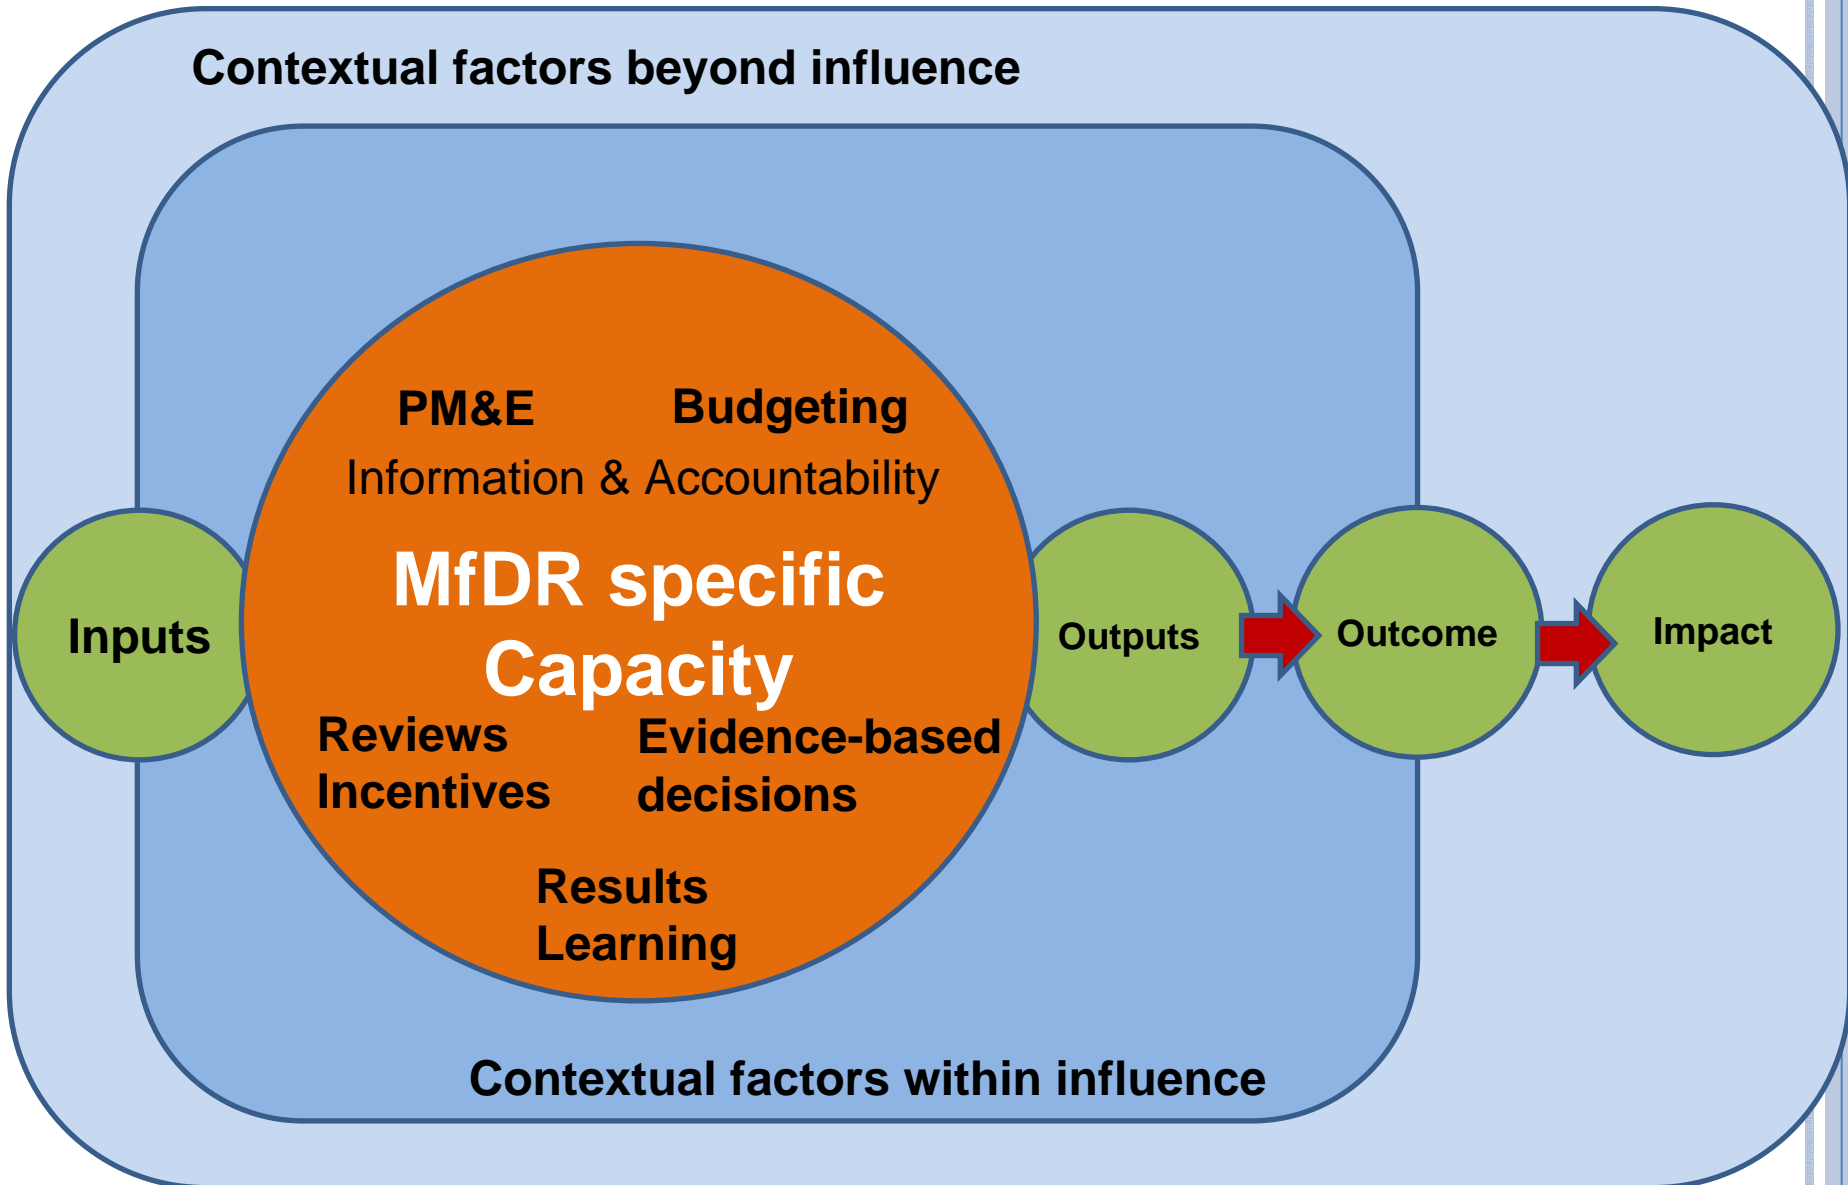 Contextual factors beyond influence
PM&E
Budgeting
Information & Accountability
MfDR specific
Capacity
Inputs
Outputs
Outcome
Impact
Reviews
Incentives
Evidence-based
decisions
Results
Learning
Contextual factors within influence